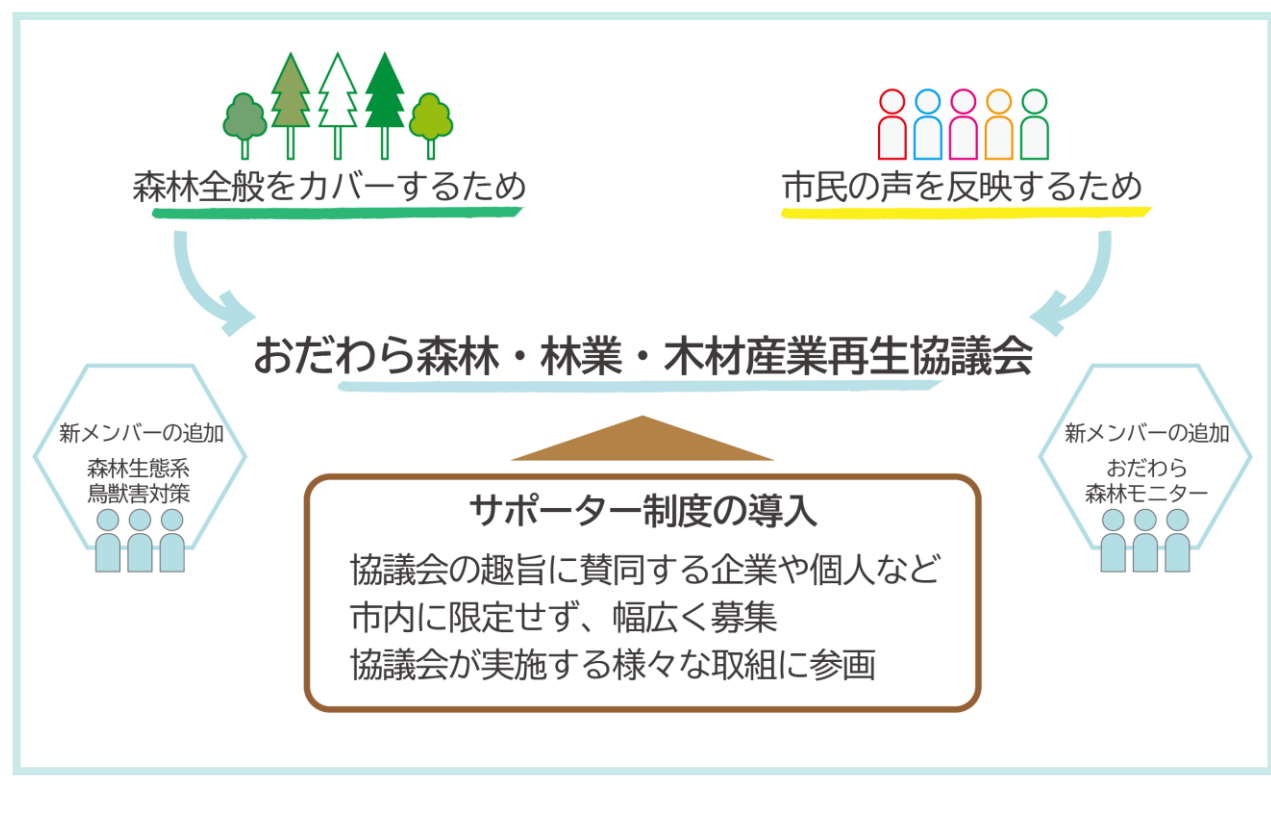 森林全般をカバーするため
市民の声を反映するため
おだわら森林・林業・木材産業再生協議会
新メンバーの追加
森林生態系
鳥獣害対策
新メンバーの追加
おだわら
森林モニター
サポーター制度の導入
協議会の趣旨に賛同する企業や個人など
市内に限定せず、幅広く募集
協議会が実施する様々な取組に参画